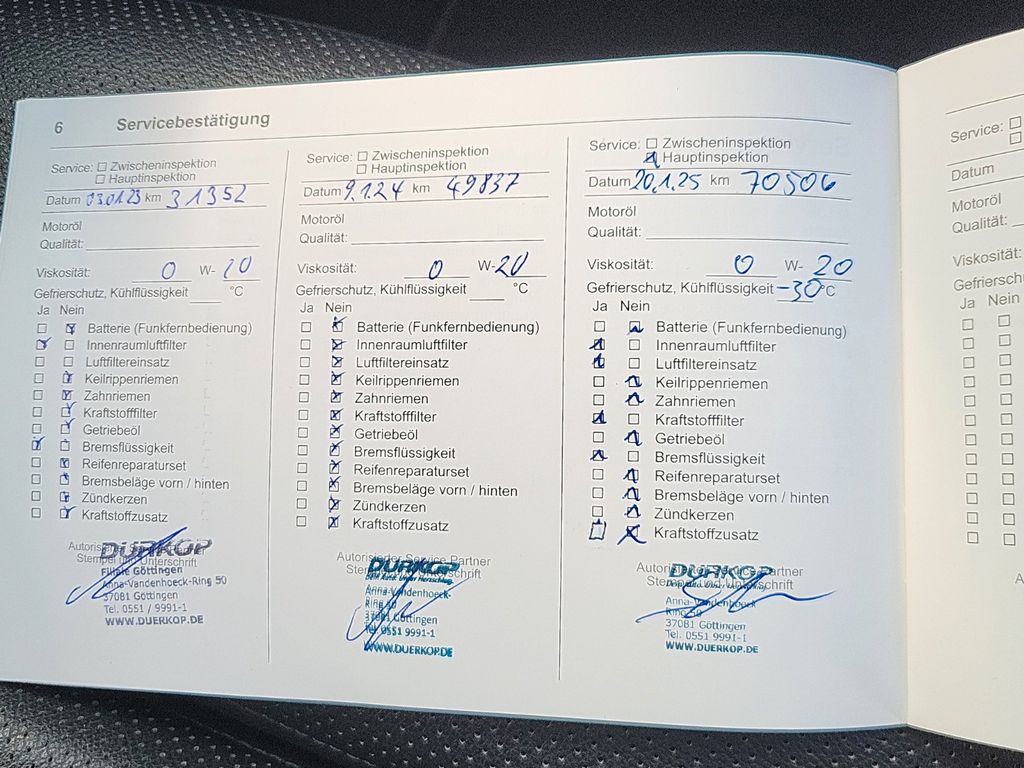 6 Servicebestätigung
Service: Zwischeninspektion
Hauptinspektion
Datum 03.01.23 km 31352
Motoröl
Qualität:
Viskosität: 0 W-20
Gefrierschutz, Kühlflüssigkeit °C
Ja Nein
Batterie (Funkfernbedienung)
Innenraumluftfilter
Luftfiltereinsatz
Keilrippenriemen
Zahnriemen
Kraftstofffilter
Getriebeöl
Bremsflüssigkeit
Reifenreparaturset
Bremsbeläge vorn / hinten
Zündkerzen
Kraftstoffzusatz
DÜRKOP
Stempel und Unterschrift
Filiale Göttingen
Anna-Vandenhoeck-Ring 50
37081 Göttingen
Tel. 0551 / 9991-1
WWW.DUERKOP.DE
Service: Zwischeninspektion
Hauptinspektion
Datum 9.1.24 km 49837
Motoröl
Qualität:
Viskosität: 0 W-20
Gefrierschutz, Kühlflüssigkeit °C
Ja Nein
Batterie (Funkfernbedienung)
Innenraumluftfilter
Luftfiltereinsatz
Keilrippenriemen
Zahnriemen
Kraftstofffilter
Getriebeöl
Bremsflüssigkeit
Reifenreparaturset
Bremsbeläge vorn / hinten
Zündkerzen
Kraftstoffzusatz
Autorisierter Service Partner
DÜRKOP
Anna-Vandenhoeck-
Ring 50
37081 Göttingen
Tel. 0551 9991-1
WWW.DUERKOP.DE
Service: Zwischeninspektion
Hauptinspektion
Datum 20.1.25 km 70506
Motoröl
Qualität:
Viskosität: 0 W-20
Gefrierschutz, Kühlflüssigkeit -30 °C
Ja Nein
Batterie (Funkfernbedienung)
Innenraumluftfilter
Luftfiltereinsatz
Keilrippenriemen
Zahnriemen
Kraftstofffilter
Getriebeöl
Bremsflüssigkeit
Reifenreparaturset
Bremsbeläge vorn / hinten
Zündkerzen
Kraftstoffzusatz
Autorisierter Service Partner
DÜRKOP
Stempel und Unterschrift
Anna-Vandenhoeck
Ring 50
37081 Göttingen
Tel. 0551 9991-1
WWW.DUERKOP.DE
Service:
Datum
Motoröl
Qualität:
Viskosität:
Ja Nein